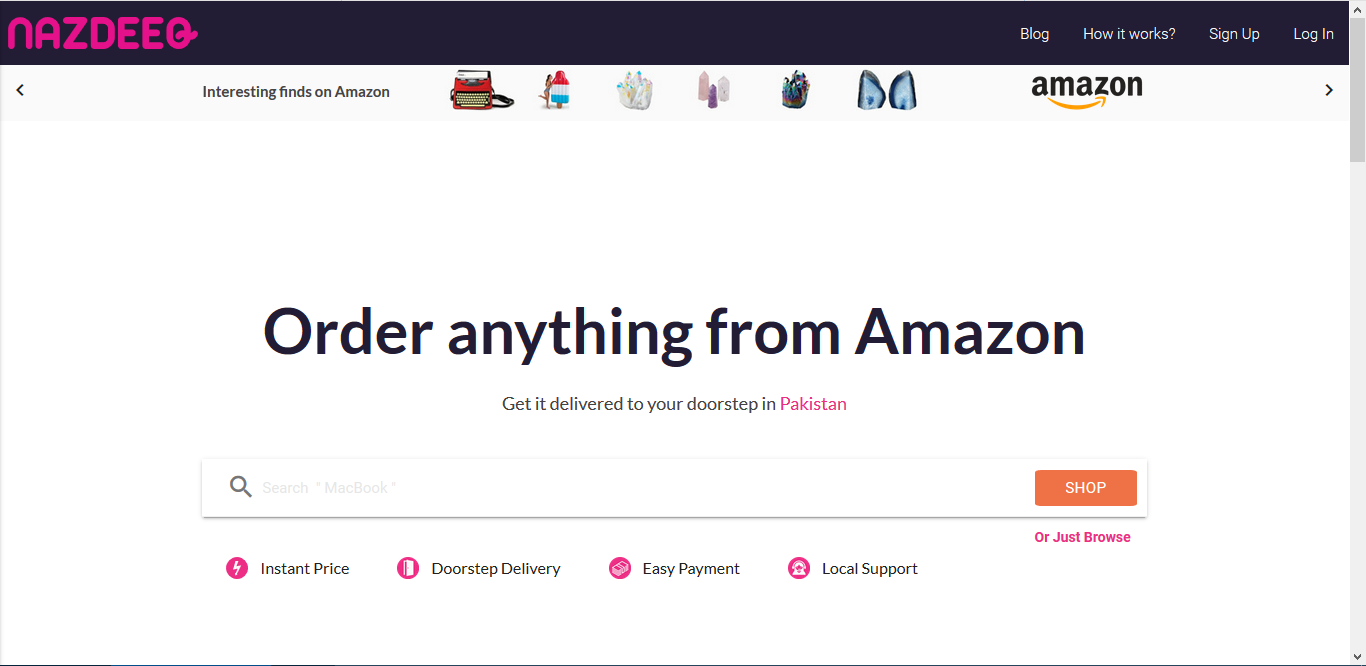 NAZDEEQ
Blog How it works? Sign Up Log In
Interesting finds on Amazon
amazon
Order anything from Amazon
Get it delivered to your doorstep in Pakistan
Search " MacBook "
SHOP
Or Just Browse
Instant Price Doorstep Delivery Easy Payment Local Support